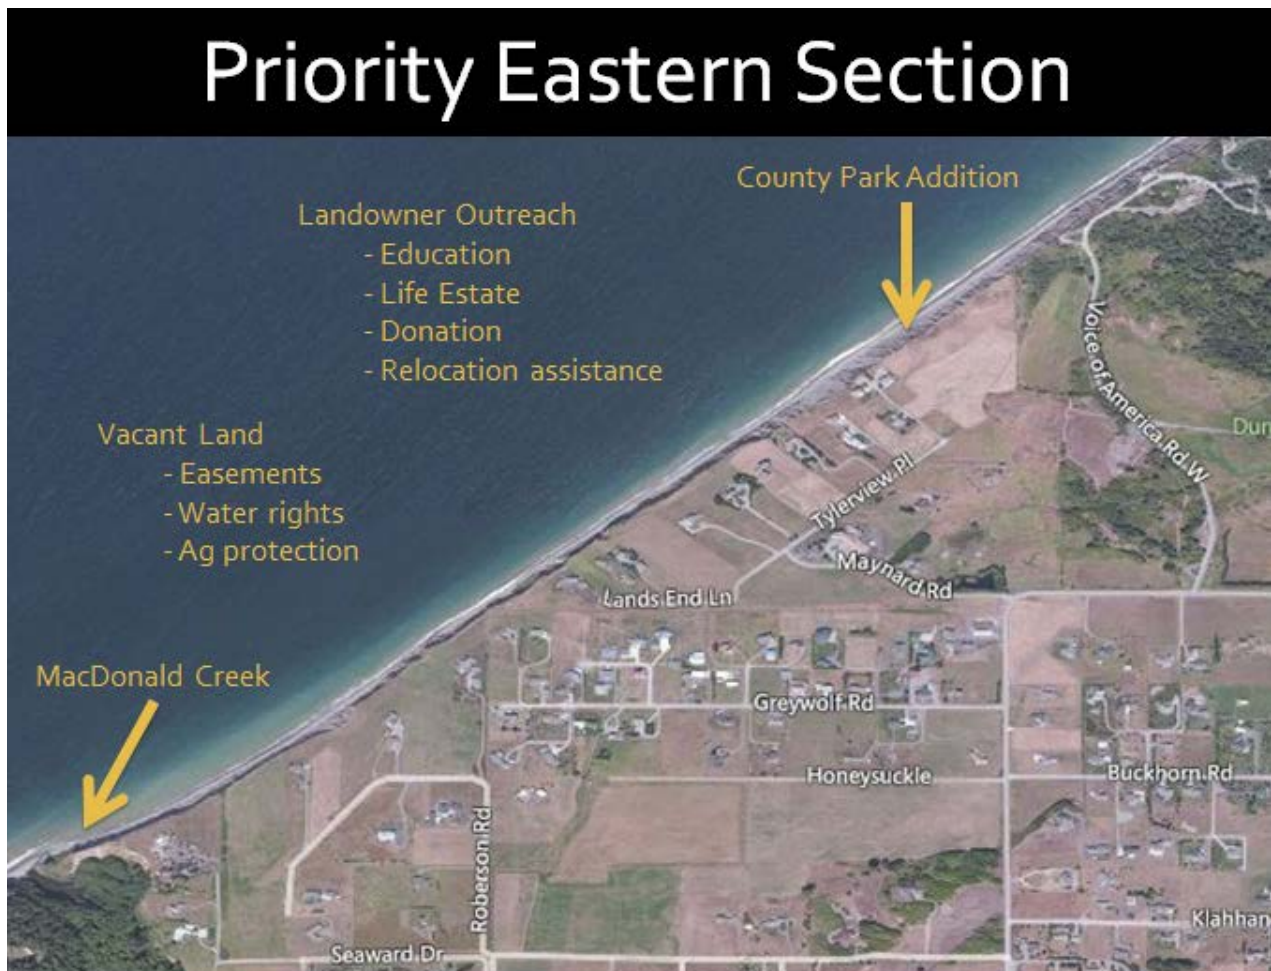 Priority Eastern Section
County Park Addition
Landowner Outreach
- Education
- Life Estate
- Donation
- Relocation assistance
Vacant Land
- Easements
- Water rights
- Ag protection
MacDonald Creek
Voice of America Rd W
Dun
Tylerview Pl
Maynard Rd
Lands End Ln
Greywolf Rd
Honeysuckle
Buckhorn Rd
Roberson Rd
Klahhan
Seaward Dr